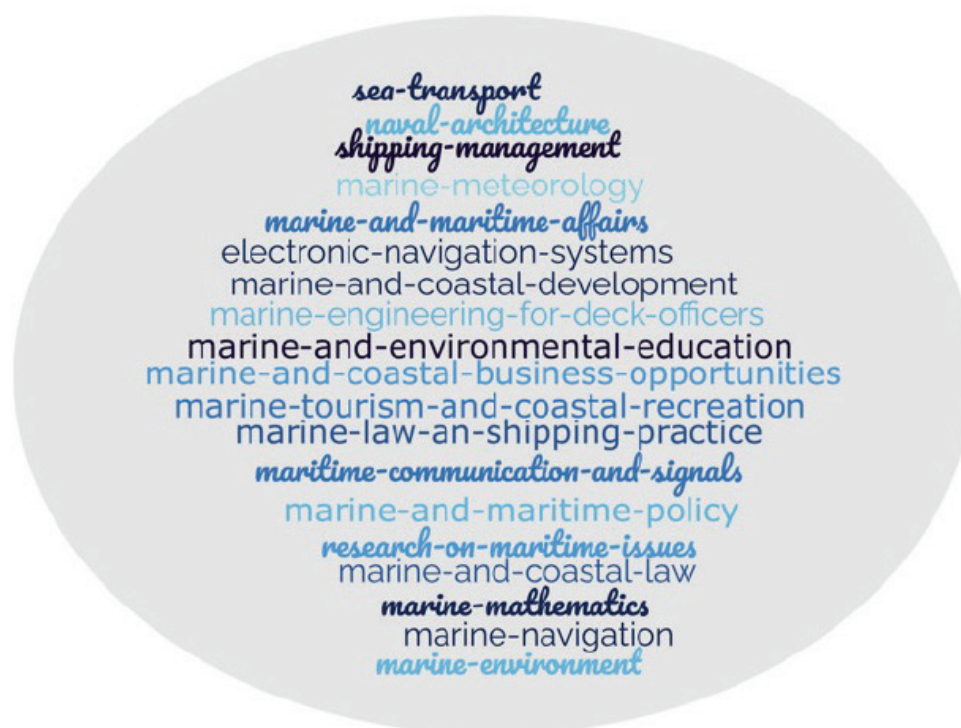 sea-transport
naval-architecture
shipping-management
marine-meteorology
marine-and-maritime-affairs
electronic-navigation-systems
marine-and-coastal-development
marine-engineering-for-deck-officers
marine-and-environmental-education
marine-and-coastal-business-opportunities
marine-tourism-and-coastal-recreation
marine-law-an-shipping-practice
maritime-communication-and-signals
marine-and-maritime-policy
research-on-maritime-issues
marine-and-coastal-law
marine-mathematics
marine-navigation
marine-environment